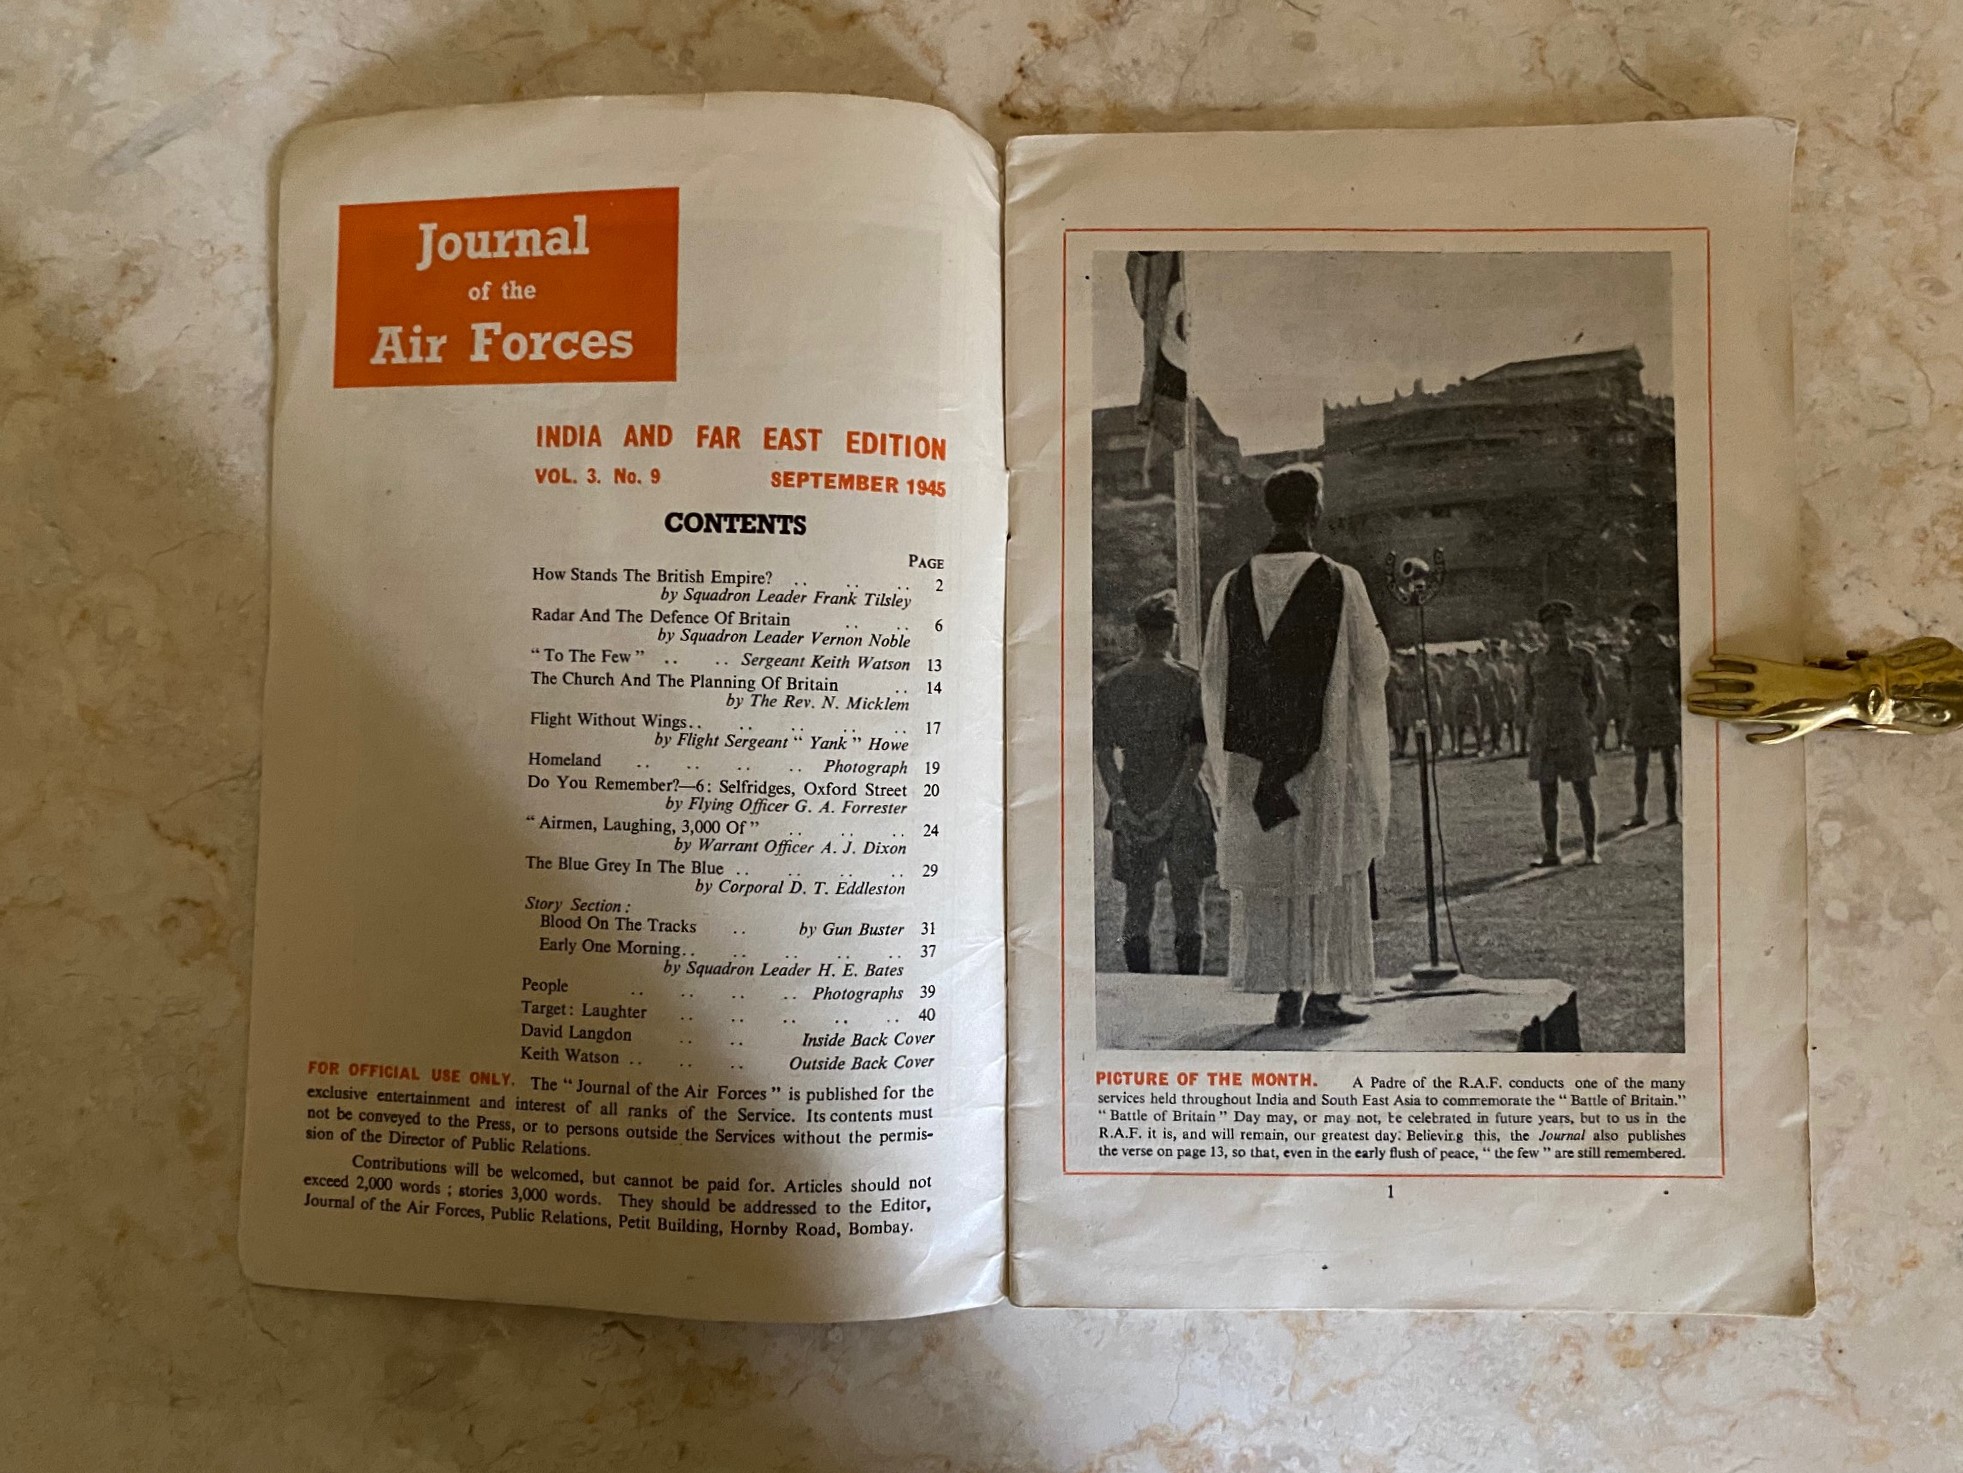 Journal
of the
Air Forces
INDIA AND FAR EAST EDITION
VOL. 3. No. 9 SEPTEMBER 1945
CONTENTS
PAGE
How Stands The British Empire? .. .. .. 2
by Squadron Leader Frank Tilsley
Radar And The Defence Of Britain .. .. 6
by Squadron Leader Vernon Noble
“To The Few” .. .. Sergeant Keith Watson 13
The Church And The Planning Of Britain .. 14
by The Rev. N. Micklem
Flight Without Wings.. .. .. .. .. 17
by Flight Sergeant “Yank” Howe
Homeland .. .. .. .. Photograph 19
Do You Remember?—6: Selfridges, Oxford Street 20
by Flying Officer G. A. Forrester
“Airmen, Laughing, 3,000 Of” .. .. .. 24
by Warrant Officer A. J. Dixon
The Blue Grey In The Blue .. .. .. .. 29
by Corporal D. T. Eddleston
Story Section:
Blood On The Tracks .. by Gun Buster 31
Early One Morning.. .. .. .. .. 37
by Squadron Leader H. E. Bates
People .. .. .. .. Photographs 39
Target: Laughter .. .. .. .. .. 40
David Langdon .. .. Inside Back Cover
Keith Watson .. .. .. Outside Back Cover
FOR OFFICIAL USE ONLY. The “Journal of the Air Forces” is published for the
exclusive entertainment and interest of all ranks of the Service. Its contents must
not be conveyed to the Press, or to persons outside the Services without the permis-
sion of the Director of Public Relations.
Contributions will be welcomed, but cannot be paid for. Articles should not
exceed 2,000 words; stories 3,000 words. They should be addressed to the Editor,
Journal of the Air Forces, Public Relations, Petit Building, Hornby Road, Bombay.
PICTURE OF THE MONTH. A Padre of the R.A.F. conducts one of the many
services held throughout India and South East Asia to commemorate the “Battle of Britain.”
“Battle of Britain” Day may, or may not, be celebrated in future years, but to us in the
R.A.F. it is, and will remain, our greatest day. Believing this, the Journal also publishes
the verse on page 13, so that, even in the early flush of peace, “the few” are still remembered.
1